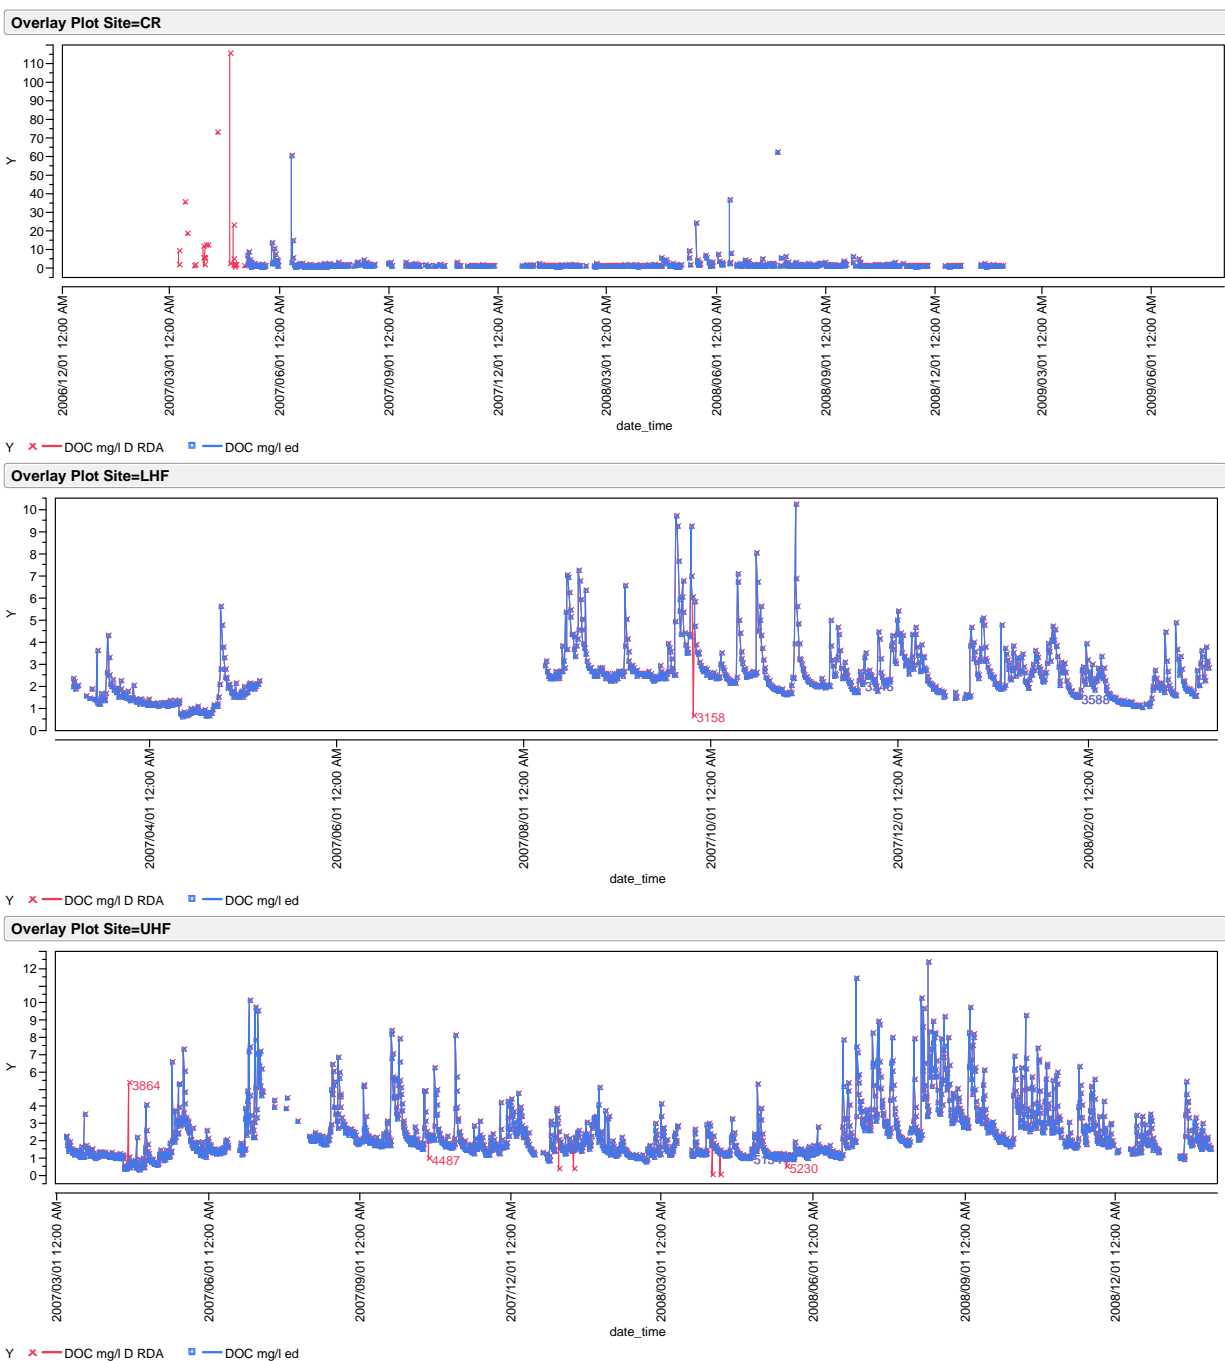 Overlay Plot Site=CR
110
100
90
80
70
60
50
40
30
20
10
0
Y
2006/12/01 12:00 AM
2007/03/01 12:00 AM
2007/06/01 12:00 AM
2007/09/01 12:00 AM
2007/12/01 12:00 AM
2008/03/01 12:00 AM
2008/06/01 12:00 AM
2008/09/01 12:00 AM
2008/12/01 12:00 AM
2009/03/01 12:00 AM
2009/06/01 12:00 AM
date_time
Y DOC mg/l D RDA DOC mg/l ed
Overlay Plot Site=LHF
10
9
8
7
6
5
4
3
2
1
0
Y
3158
3588
2007/04/01 12:00 AM
2007/06/01 12:00 AM
2007/08/01 12:00 AM
2007/10/01 12:00 AM
2007/12/01 12:00 AM
2008/02/01 12:00 AM
date_time
Y DOC mg/l D RDA DOC mg/l ed
Overlay Plot Site=UHF
12
10
9
8
7
6
5
4
3
2
1
0
Y
3864
4487
5230
2007/03/01 12:00 AM
2007/06/01 12:00 AM
2007/09/01 12:00 AM
2007/12/01 12:00 AM
2008/03/01 12:00 AM
2008/06/01 12:00 AM
2008/09/01 12:00 AM
2008/12/01 12:00 AM
date_time
Y DOC mg/l D RDA DOC mg/l ed